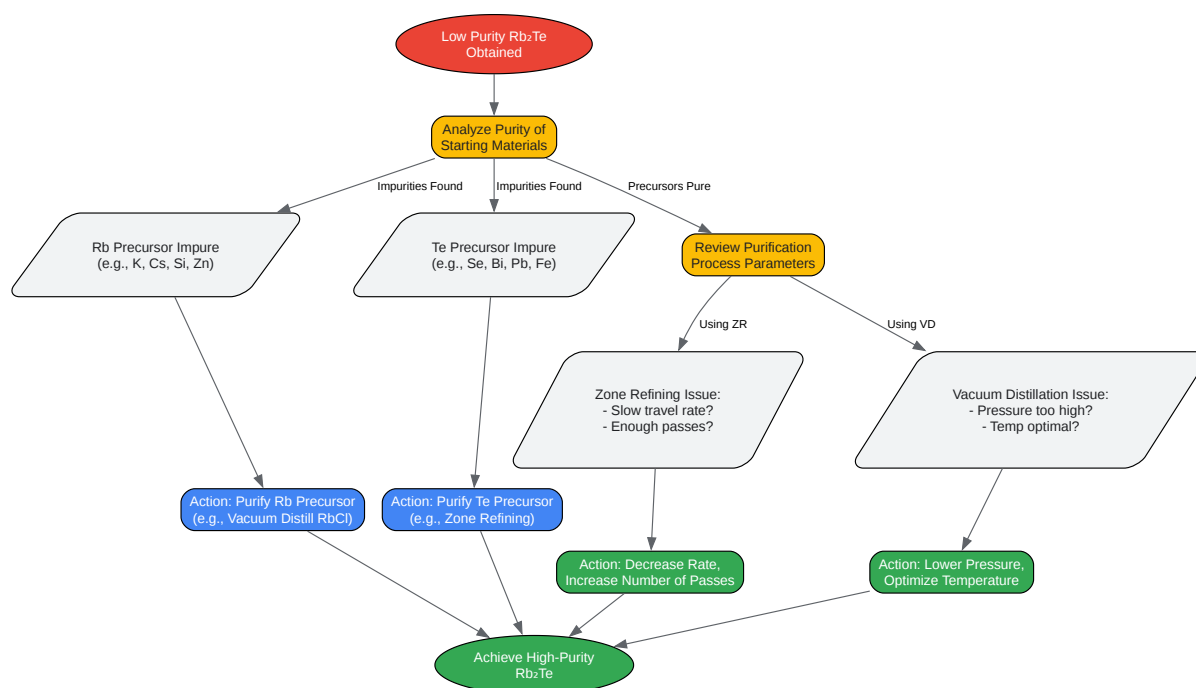 Low Purity Rb₂Te
Obtained
Analyze Purity of
Starting Materials
Impurities Found
Impurities Found
Precursors Pure
Rb Precursor Impure
(e.g., K, Cs, Si, Zn)
Te Precursor Impure
(e.g., Se, Bi, Pb, Fe)
Review Purification
Process Parameters
Using ZR
Using VD
Zone Refining Issue:
- Slow travel rate?
- Enough passes?
Vacuum Distillation Issue:
- Pressure too high?
- Temp optimal?
Action: Purify Rb Precursor
(e.g., Vacuum Distill RbCl)
Action: Purify Te Precursor
(e.g., Zone Refining)
Action: Decrease Rate,
Increase Number of Passes
Action: Lower Pressure,
Optimize Temperature
Achieve High-Purity
Rb₂Te